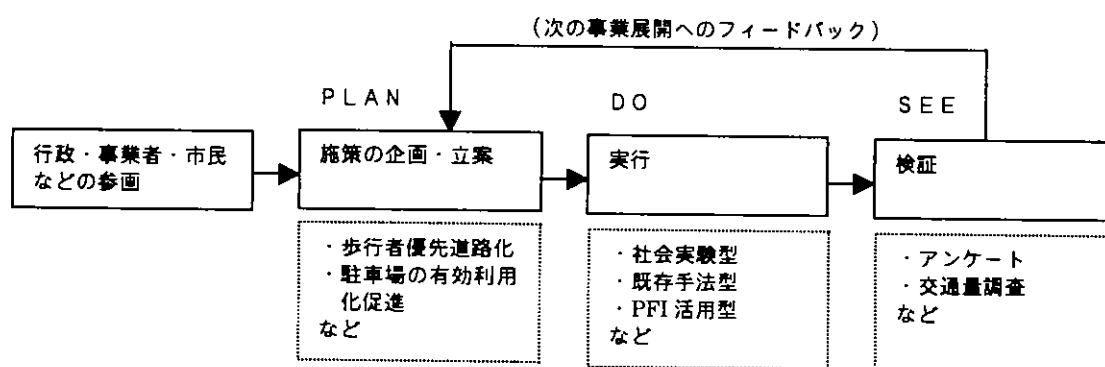 (次の事業展開へのフィードバック)
PLAN
DO
SEE
行政・事業者・市民
などの参画
施策の企画・立案
実行
検証
・歩行者優先道路化
・駐車場の有効利用
化促進
など
・社会実験型
・既存手法型
・PFI 活用型
など
・アンケート
・交通量調査
など